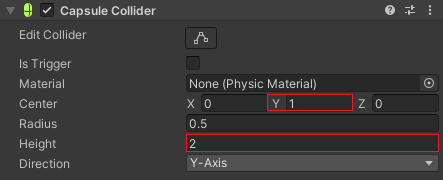 Capsule Collider
Edit Collider
Is Trigger
Material None (Physic Material)
Center X 0 Y 1 Z 0
Radius 0.5
Height 2
Direction Y-Axis